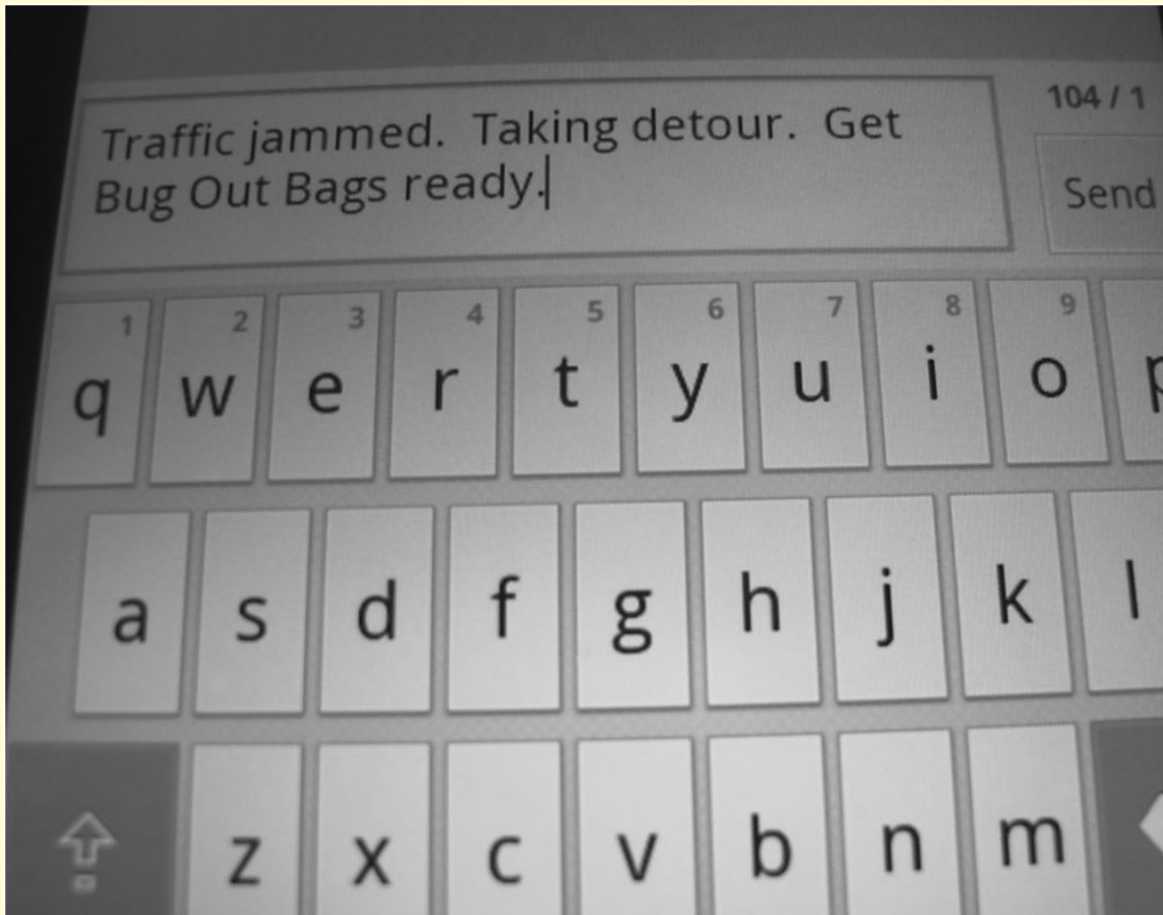 Traffic jammed.  Taking detour.  Get
Bug Out Bags ready.
104 / 1
Send
1 2 3 4 5 6 7 8 9
q w e r t y u i o p
a s d f g h j k l
z x c v b n m